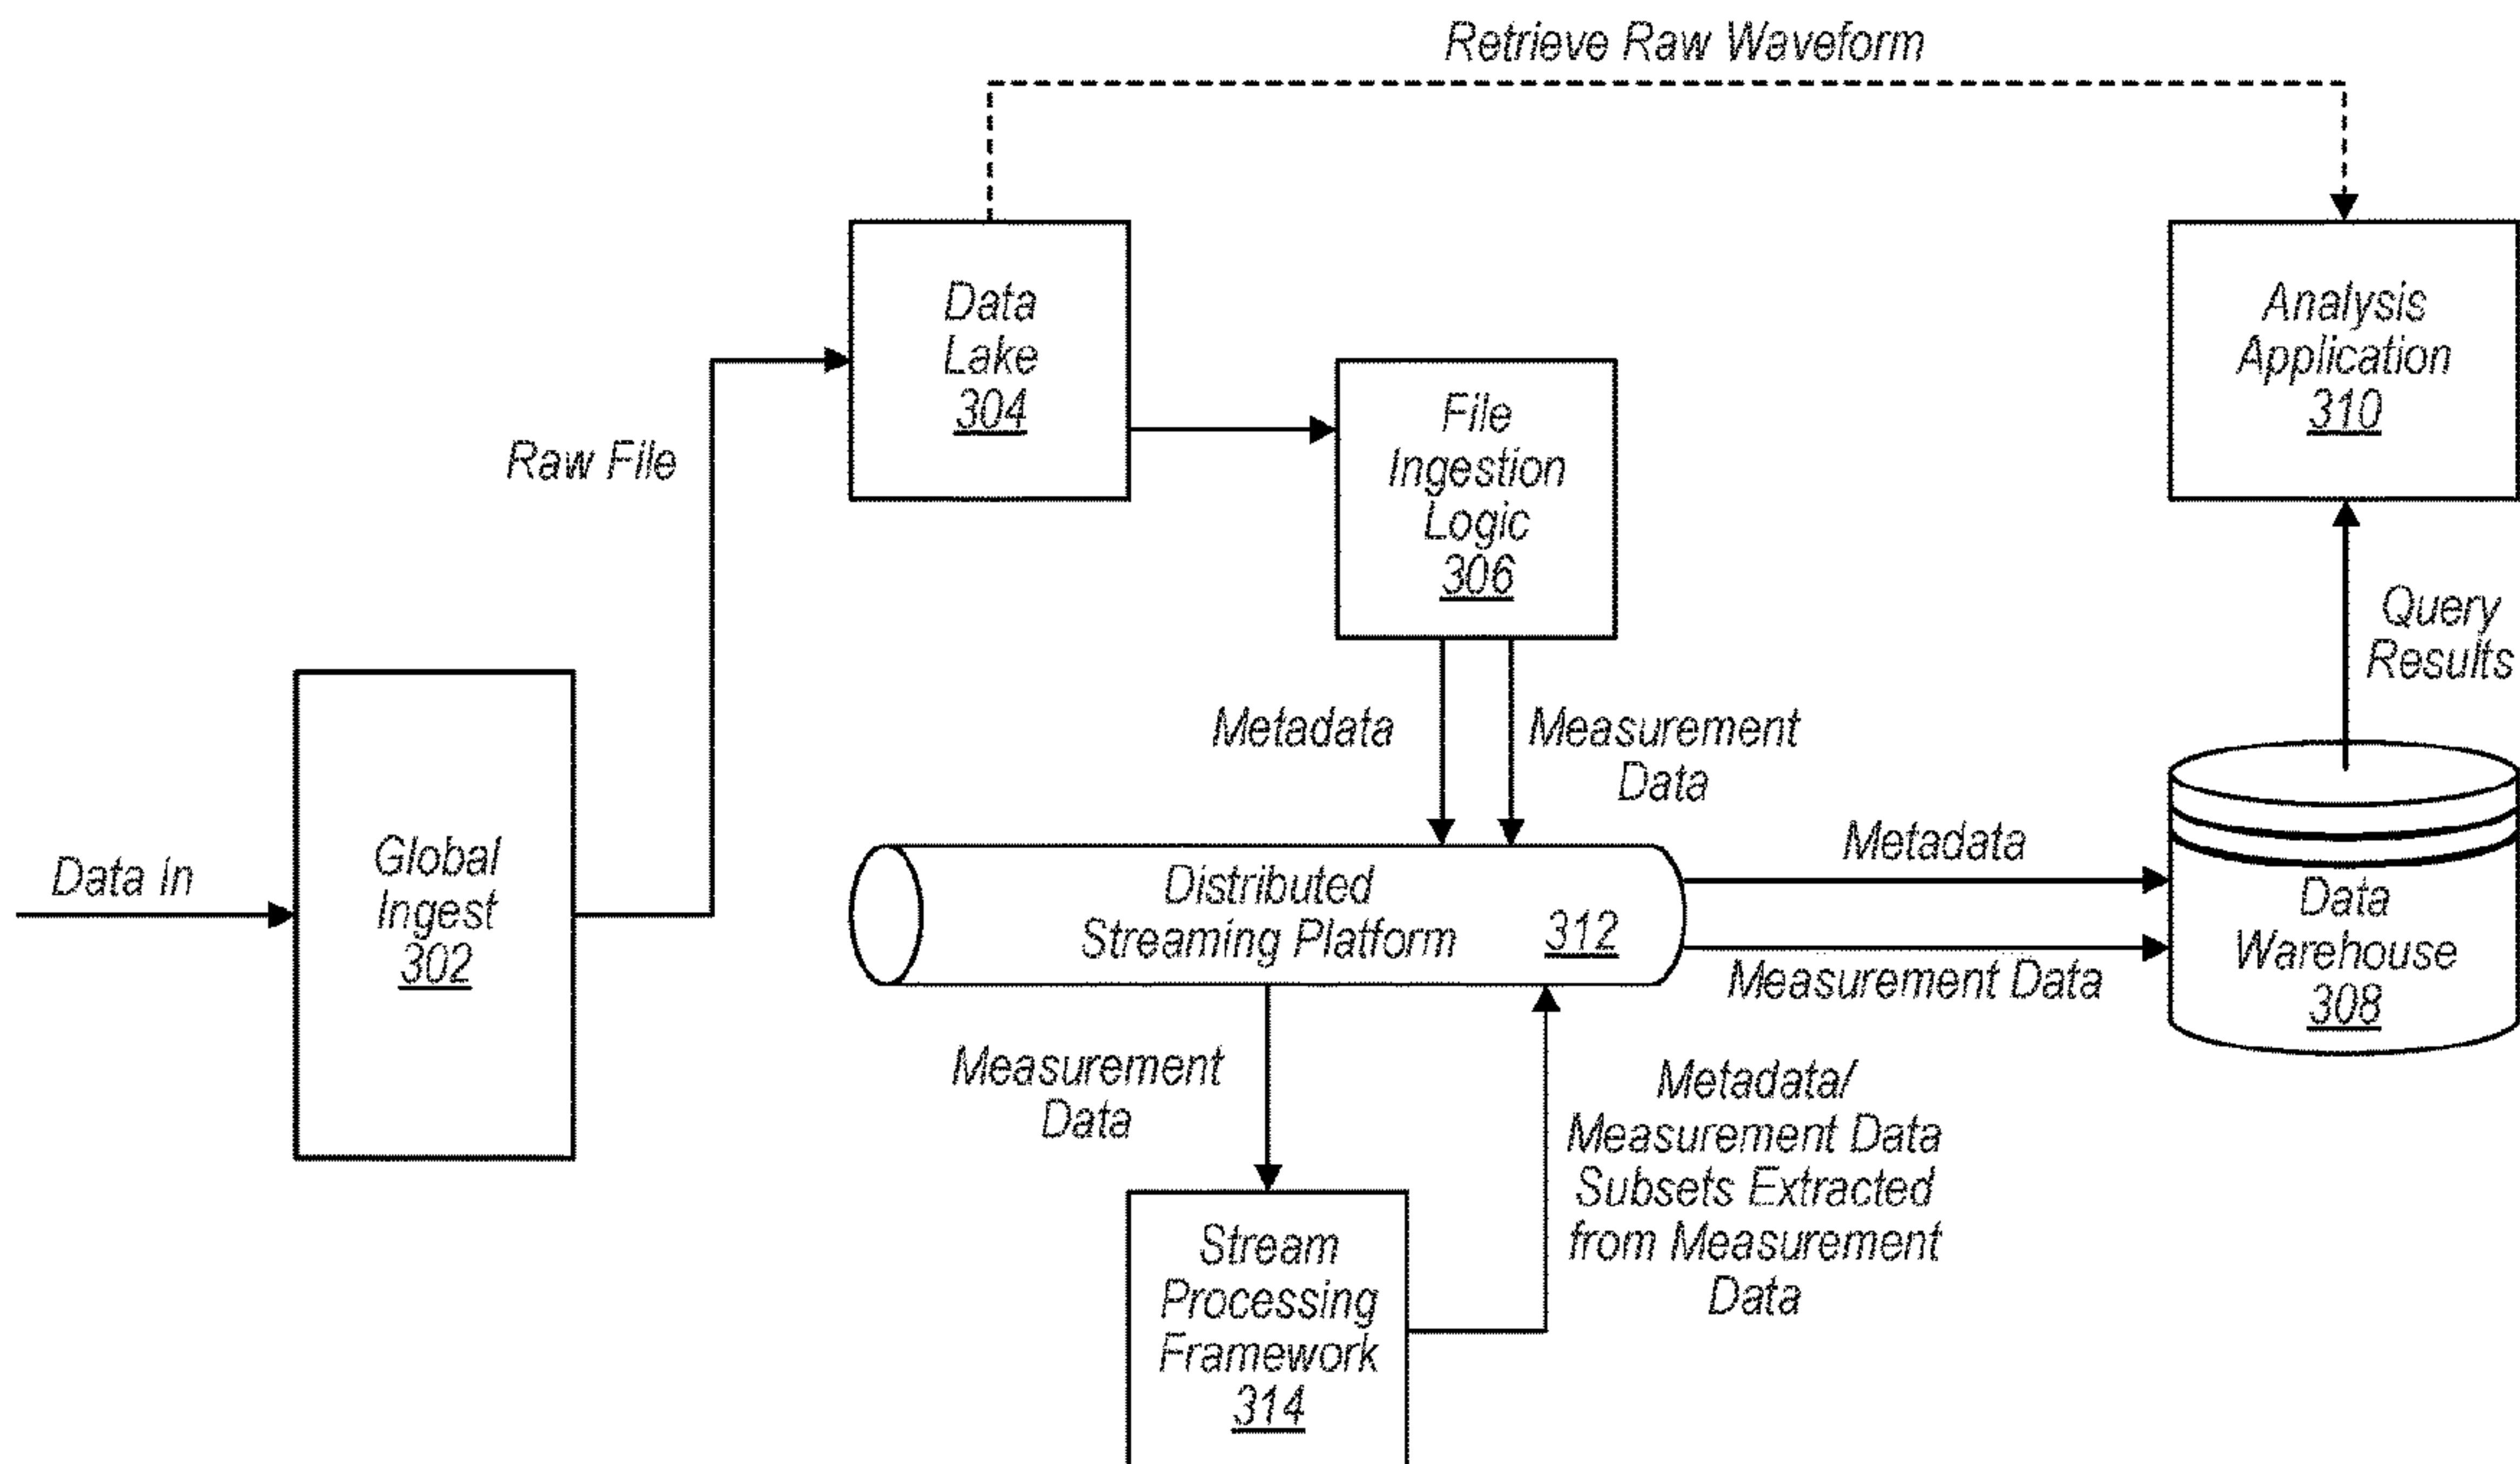 Retrieve Raw Waveform
Data
Lake
304
Analysis
Application
310
File
Ingestion
Logic
306
Raw File
Query
Results
Metadata
Measurement
Data
Data In
Global
Ingest
302
Distributed
Streaming Platform
312
Metadata
Measurement Data
Data
Warehouse
308
Measurement
Data
Metadata/
Measurement Data
Subsets Extracted
from Measurement
Data
Stream
Processing
Framework
314